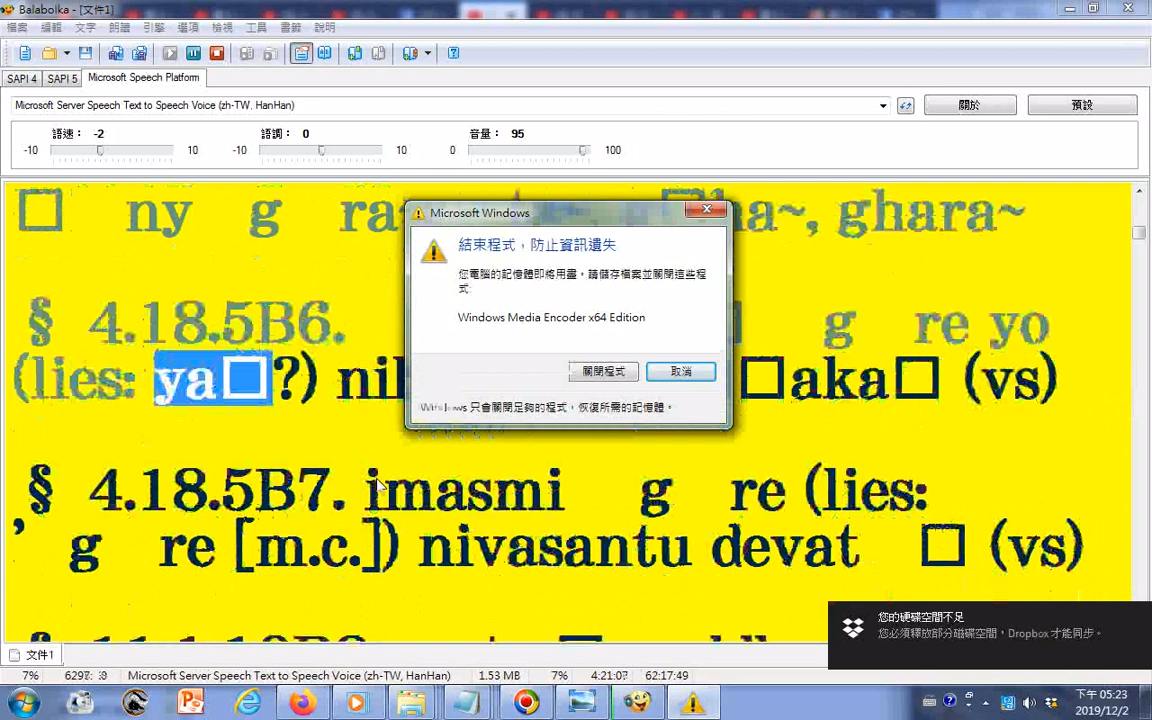 Balabolka - [文件1]
檔案 編輯 文字 朗讀 引擎 選項 檢視 工具 書籤 說明
SAPI 4 SAPI 5 Microsoft Speech Platform
Microsoft Server Speech Text to Speech Voice (zh-TW, HanHan)
關於 預設
語速： -2 語調： 0 音量： 95
-10 10 -10 10 0 100
□ ny g ghara~
§ 4.18.5B6. g re yo
(lies: ya□?) □aka□ (vs)
§ 4.18.5B7. imasmi g re (lies:
g re [m.c.]) nivasantu devat □ (vs)
Microsoft Windows
結束程式，防止資訊遺失
您電腦的記憶體即將用盡。請儲存檔案並關閉這些程
式:
Windows Media Encoder x64 Edition
關閉程式 取消
Windows 只會關閉足夠的程式，恢復所需的記憶體。
您的硬碟空間不足
您必須釋放部分磁碟空間，Dropbox 才能同步。
文件1
7% Microsoft Server Speech Text to Speech Voice (zh-TW, HanHan) 1.53 MB 7% 62:17:49
下午 05:23
2019/12/2